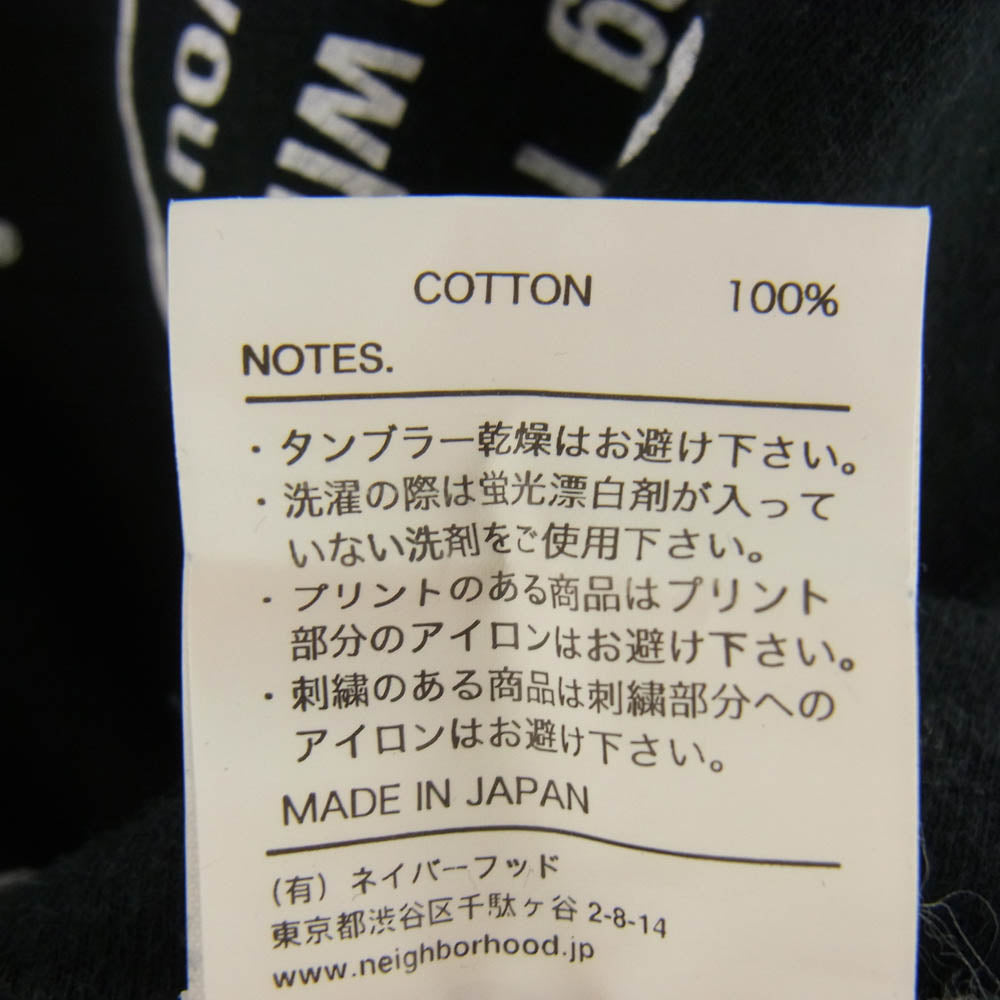 COTTON 100%
NOTES.
・タンブラー乾燥はお避け下さい。
・洗濯の際は蛍光漂白剤が入って
いない洗剤をご使用下さい。
・プリントのある商品はプリント
部分のアイロンはお避け下さい。
・刺繍のある商品は刺繍部分への
アイロンはお避け下さい。
MADE IN JAPAN
(有) ネイバーフッド
東京都渋谷区千駄ヶ谷 2-8-14
www.neighborhood.jp